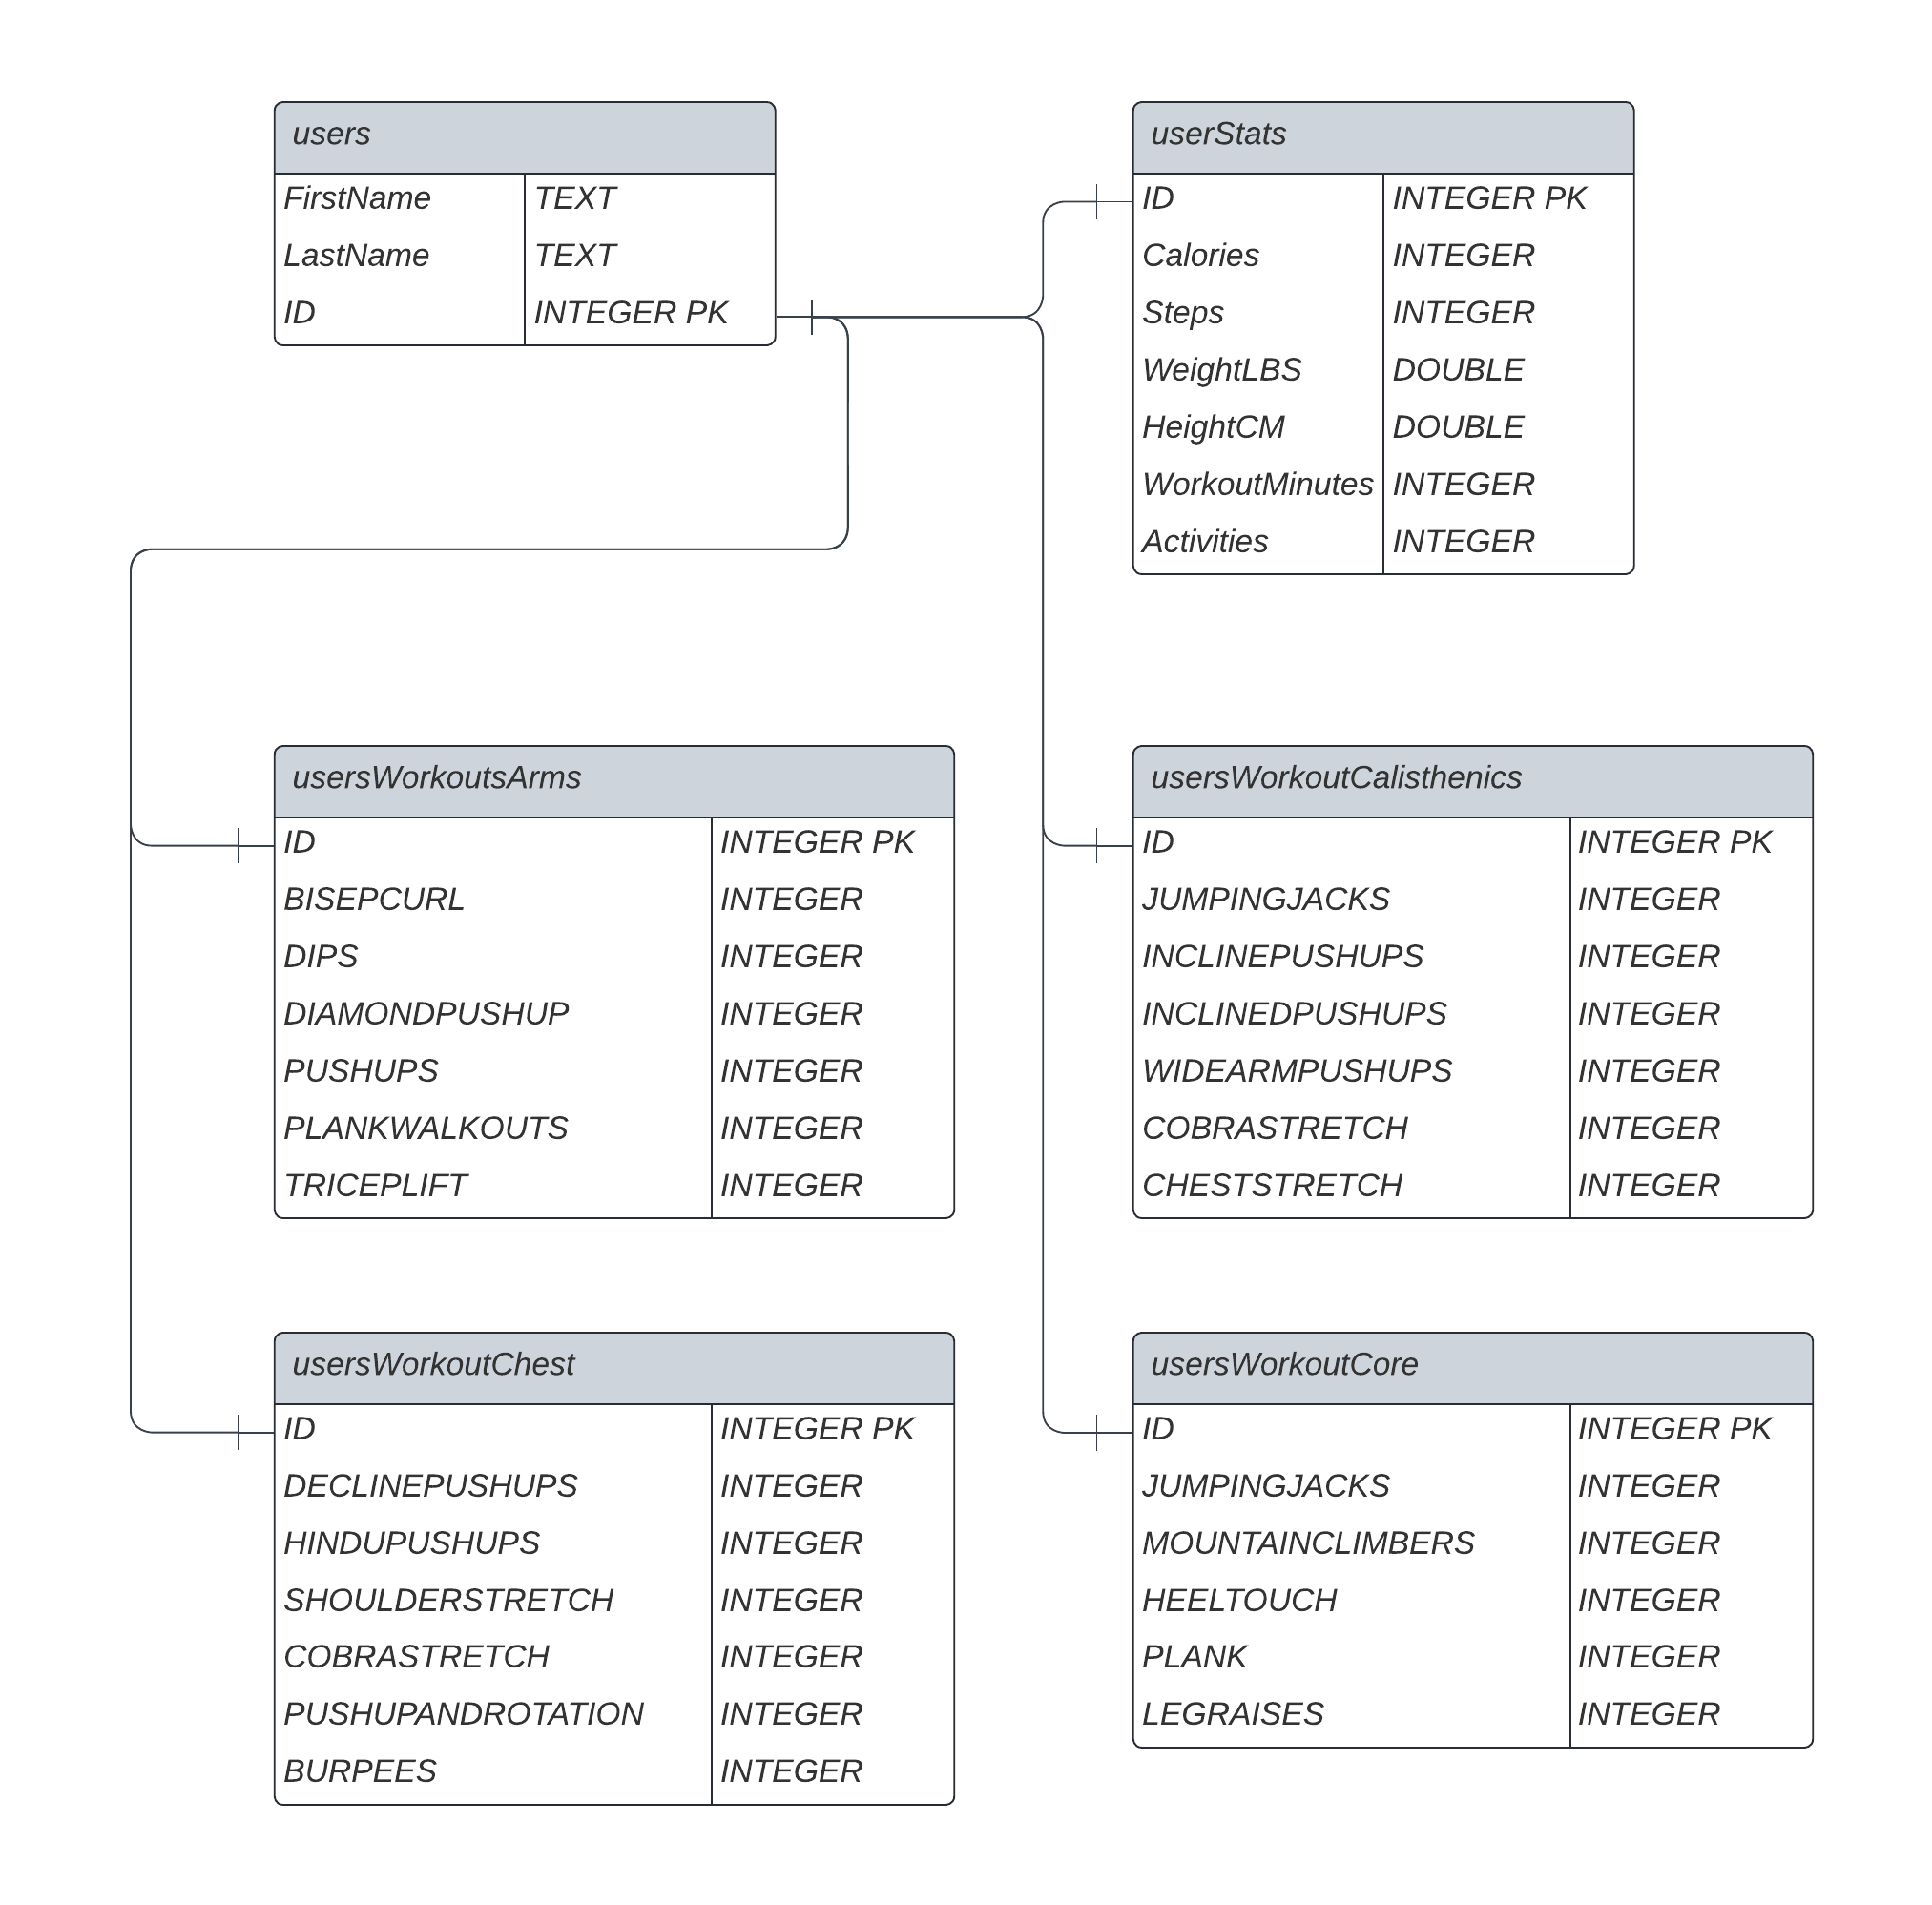 users
FirstName TEXT
LastName TEXT
ID INTEGER PK
userStats
ID INTEGER PK
Calories INTEGER
Steps INTEGER
WeightLBS DOUBLE
HeightCM DOUBLE
WorkoutMinutes INTEGER
Activities INTEGER
usersWorkoutsArms
ID INTEGER PK
BISEPCURL INTEGER
DIPS INTEGER
DIAMONDPUSHUP INTEGER
PUSHUPS INTEGER
PLANKWALKOUTS INTEGER
TRICEPLIFT INTEGER
usersWorkoutCalisthenics
ID INTEGER PK
JUMPINGJACKS INTEGER
INCLINEPUSHUPS INTEGER
INCLINEDPUSHUPS INTEGER
WIDEARMPUSHUPS INTEGER
COBRASTRETCH INTEGER
CHESTSTRETCH INTEGER
usersWorkoutChest
ID INTEGER PK
DECLINEPUSHUPS INTEGER
HINDUPUSHUPS INTEGER
SHOULDERSTRETCH INTEGER
COBRASTRETCH INTEGER
PUSHUPANDROTATION INTEGER
BURPEES INTEGER
usersWorkoutCore
ID INTEGER PK
JUMPINGJACKS INTEGER
MOUNTAINCLIMBERS INTEGER
HEELTOUCH INTEGER
PLANK INTEGER
LEGRAISES INTEGER